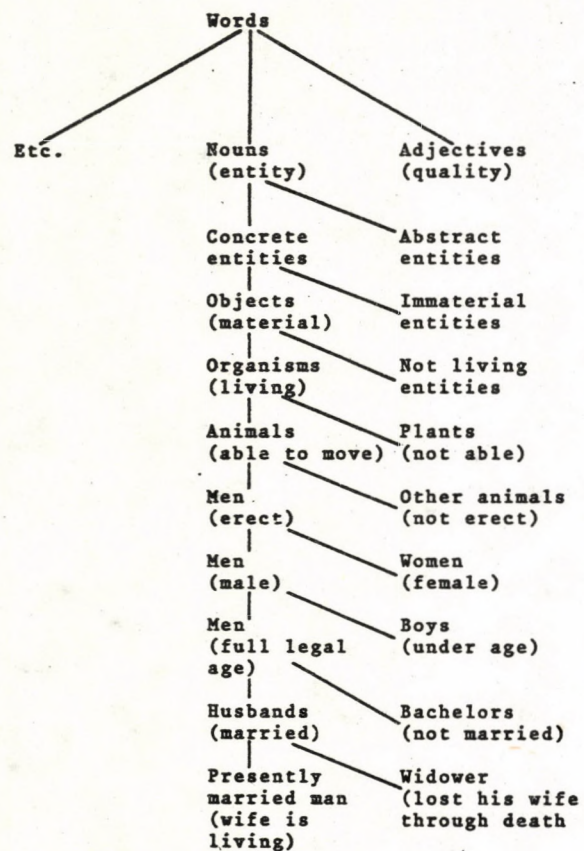 Words
Etc. Nouns Adjectives
(entity) (quality)
Concrete Abstract
entities entities
Objects Immaterial
(material) entities
Organisms Not living
(living) entities
Animals Plants
(able to move) (not able)
Men Other animals
(erect) (not erect)
Men Women
(male) (female)
Men Boys
(full legal (under age)
age)
Husbands Bachelors
(married) (not married)
Presently Widower
married man (lost his wife
(wife is through death
living)